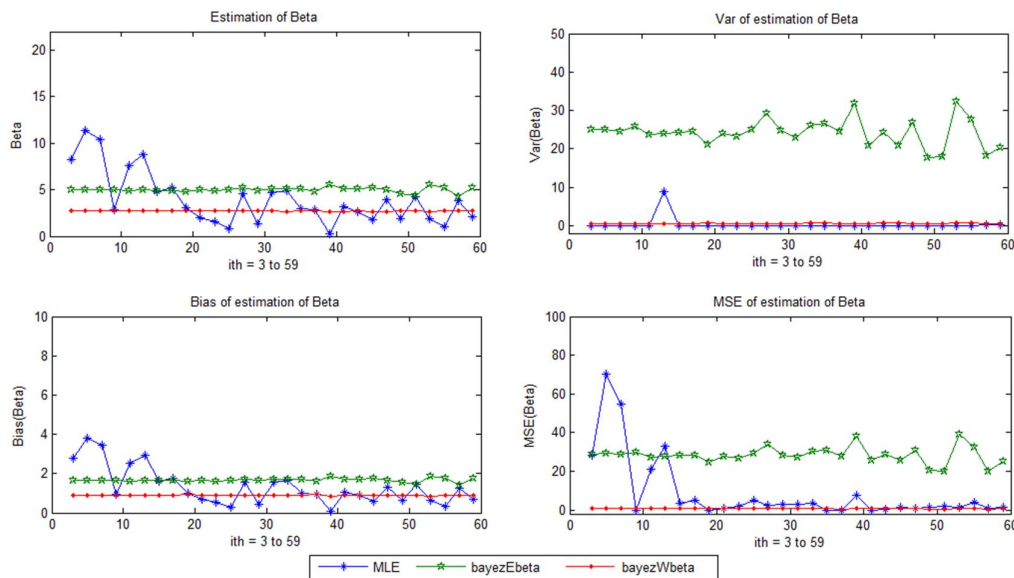 Estimation of Beta
20
15
10
5
0
Beta
0 10 20 30 40 50 60
ith = 3 to 59
Var of estimation of Beta
50
40
30
20
10
0
Var(Beta)
0 10 20 30 40 50 60
ith = 3 to 59
Bias of estimation of Beta
10
8
6
4
2
0
Bias(Beta)
0 10 20 30 40 50 60
ith = 3 to 59
MSE of estimation of Beta
100
80
60
40
20
0
MSE(Beta)
0 10 20 30 40 50 60
ith = 3 to 59
MLE bayezEbeta bayezWbeta